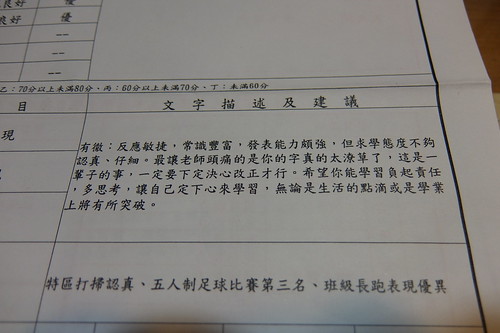 良好 優
良好 優
--
--
--
乙：70分以上未滿80分、丙：60分以上未滿70分、丁：未滿60分
目 文字描述及建議
現
有徽：反應敏捷，常識豐富，發表能力頗強，但求學態度不夠
認真、仔細。最讓老師頭痛的是你的字真的太潦草了，這是一
輩子的事，一定要下定決心改正才行。希望你能學習負起責任
，多思考，讓自己定下心來學習，無論是生活的點滴或是學業
上將有所突破。
特區打掃認真、五人制足球比賽第三名、班級長跑表現優異